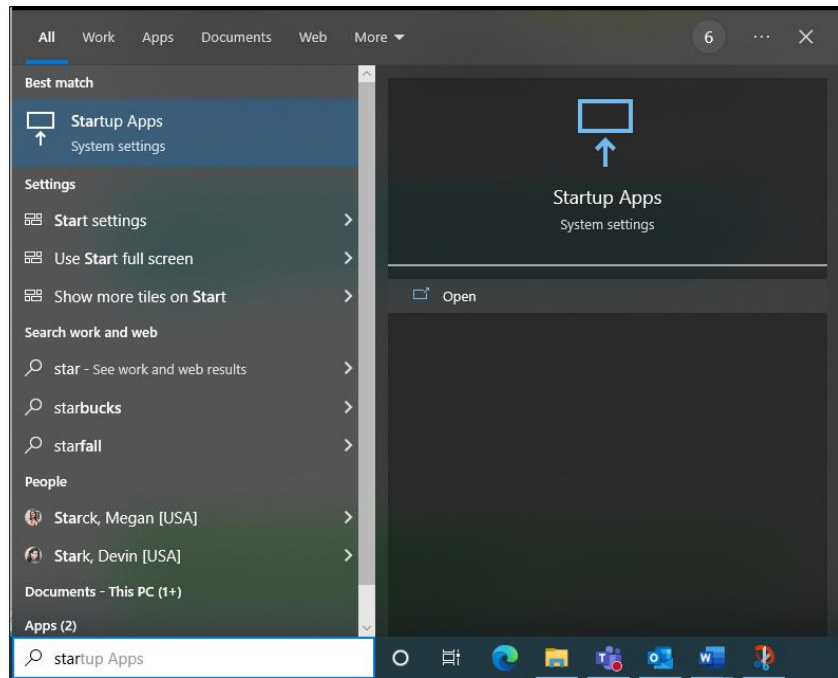 All Work Apps Documents Web More 6 ...
Best match
Startup Apps
System settings
Settings
Start settings
Use Start full screen
Show more tiles on Start
Search work and web
star - See work and web results
starbucks
starfall
People
Starck, Megan [USA]
Stark, Devin [USA]
Documents - This PC (1+)
Apps (2)
startup Apps
Startup Apps
System settings
Open